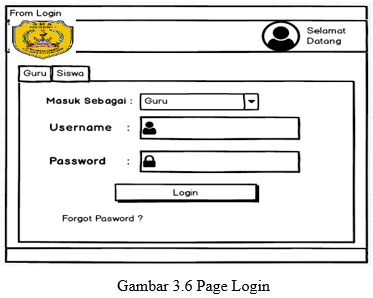 From Login
Selamat
Datang
Guru Siswa
Masuk Sebagai : Guru
Username :
Password :
Login
Forgot Pasword ?
Gambar 3.6 Page Login